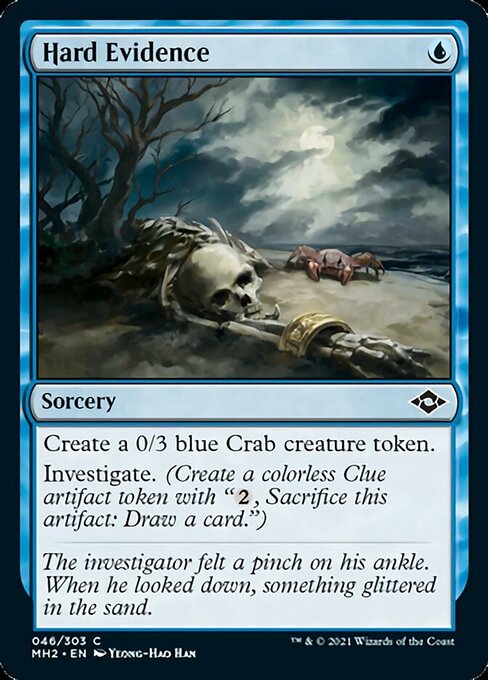 Hard Evidence
Sorcery
Create a 0/3 blue Crab creature token.
Investigate. (Create a colorless Clue
artifact token with “2, Sacrifice this
artifact: Draw a card.”)
The investigator felt a pinch on his ankle.
When he looked down, something glittered
in the sand.
046/303 C
MH2 • EN Yeong-Hao Han
™ & © 2021 Wizards of the Coast